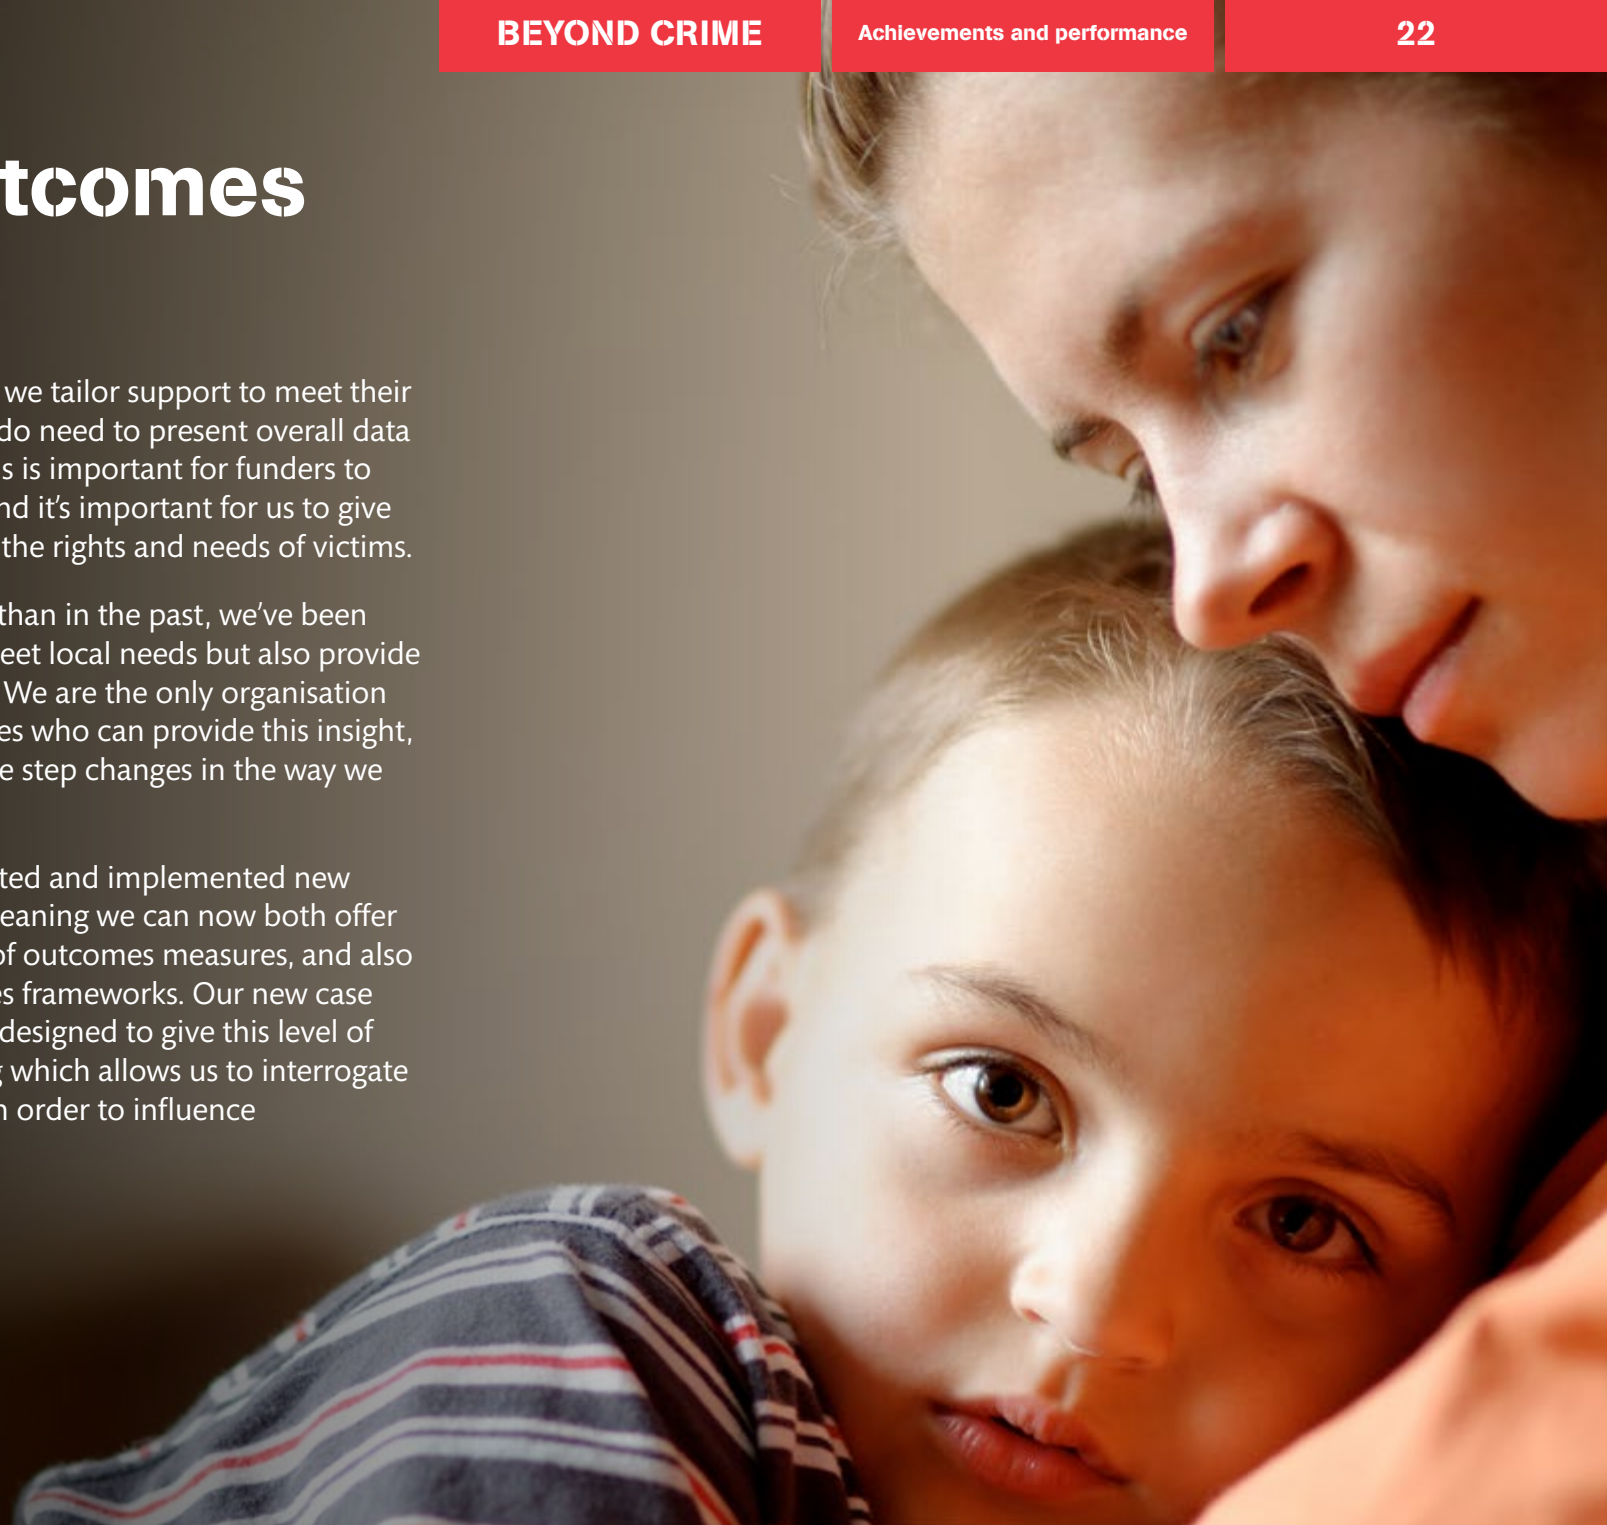 BEYOND CRIME
Achievements and performance
22
tcomes
we tailor support to meet their
do need to present overall data
s is important for funders to
nd it's important for us to give
the rights and needs of victims.
than in the past, we've been
eet local needs but also provide
We are the only organisation
es who can provide this insight,
e step changes in the way we
ted and implemented new
eaning we can now both offer
of outcomes measures, and also
es frameworks. Our new case
designed to give this level of
g which allows us to interrogate
n order to influence